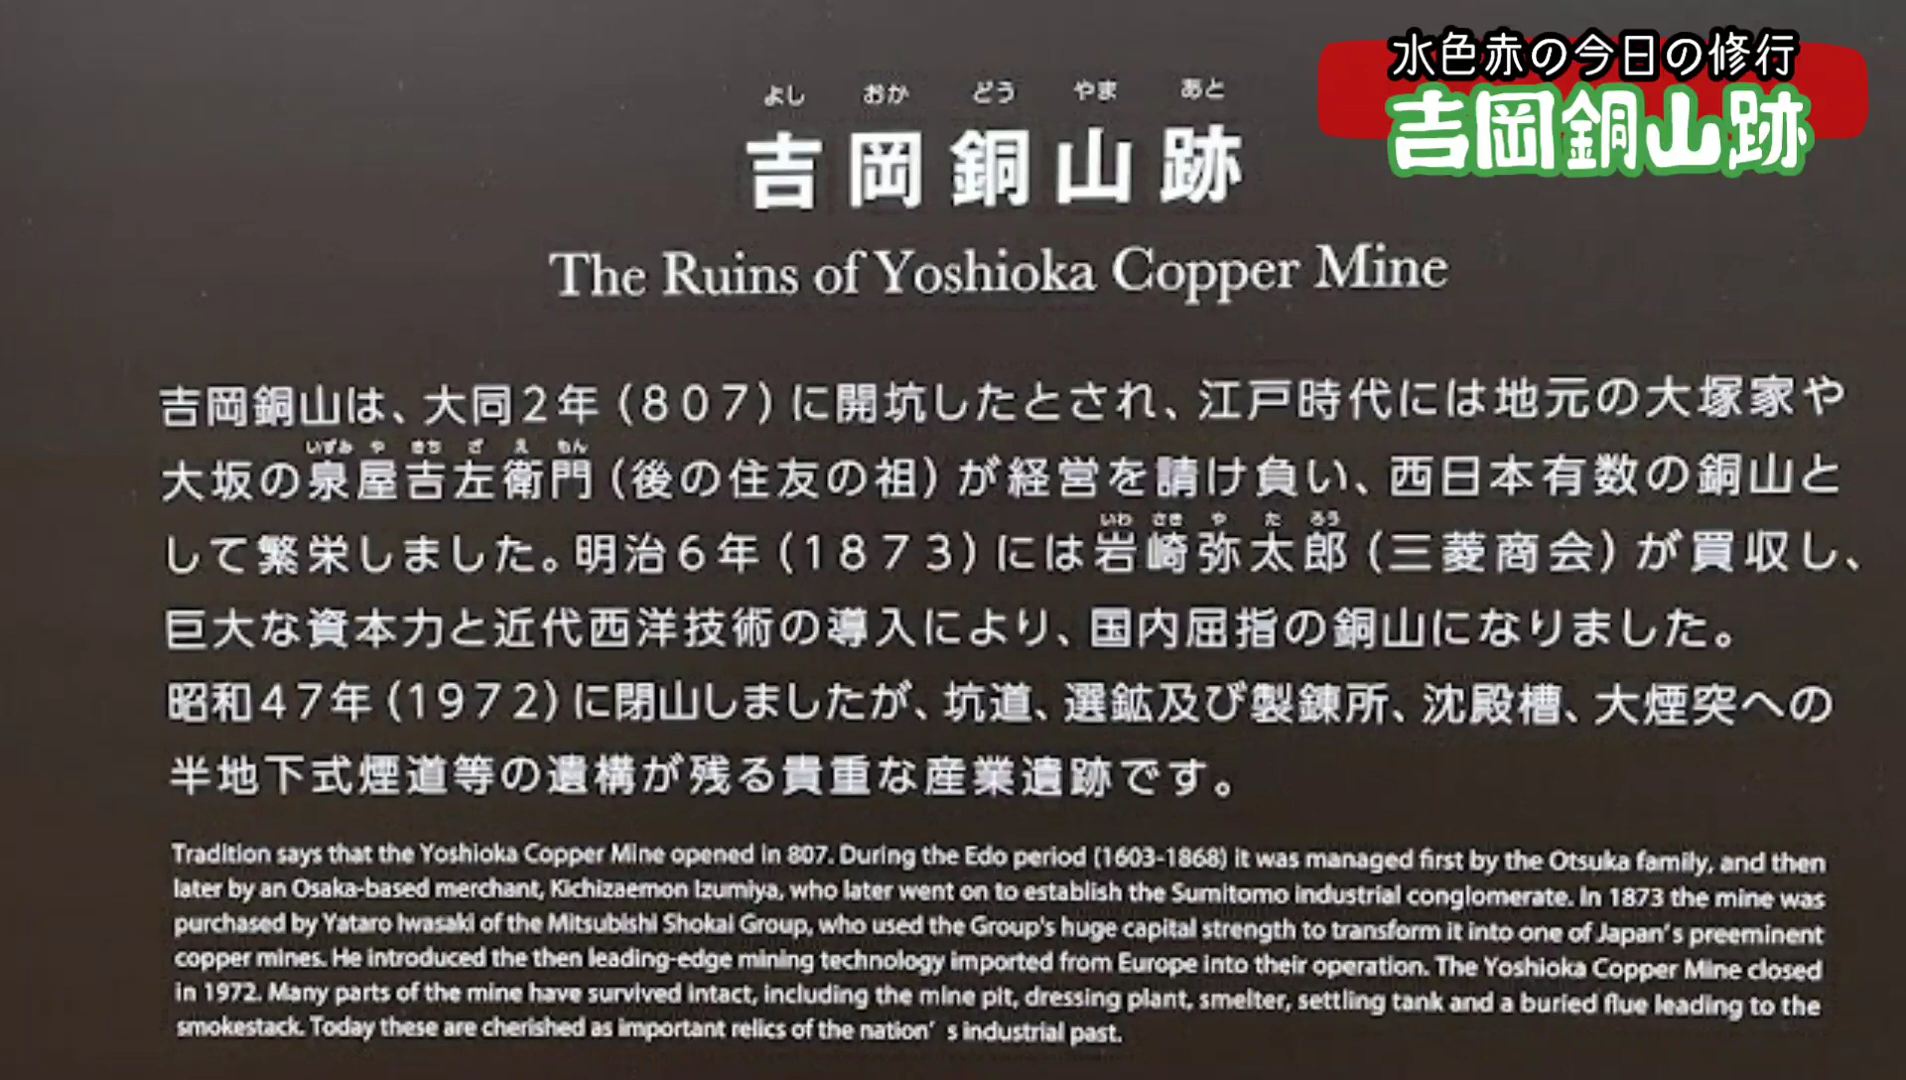 水色赤の今日の修行
吉岡銅山跡
よし おか どう やま あと
吉岡銅山跡
The Ruins of Yoshioka Copper Mine
吉岡銅山は、大同2年(807)に開坑したとされ、江戸時代には地元の大塚家や
いずみ や きち ざ え もん
大坂の泉屋吉左衛門(後の住友の祖)が経営を請け負い、西日本有数の銅山と
いわ さき や た ろう
して繁栄しました。明治6年(1873)には岩崎弥太郎(三菱商会)が買収し、
巨大な資本力と近代西洋技術の導入により、国内屈指の銅山になりました。
昭和47年(1972)に閉山しましたが、坑道、選鉱及び製錬所、沈殿槽、大煙突への
半地下式煙道等の遺構が残る貴重な産業遺跡です。
Tradition says that the Yoshioka Copper Mine opened in 807. During the Edo period (1603-1868) it was managed first by the Otsuka family, and then
later by an Osaka-based merchant, Kichizaemon Izumiya, who later went on to establish the Sumitomo industrial conglomerate. In 1873 the mine was
purchased by Yataro Iwasaki of the Mitsubishi Shokai Group, who used the Group's huge capital strength to transform it into one of Japan's preeminent
copper mines. He introduced the then leading-edge mining technology imported from Europe into their operation. The Yoshioka Copper Mine closed
in 1972. Many parts of the mine have survived intact, including the mine pit, dressing plant, smelter, settling tank and a buried flue leading to the
smokestack. Today these are cherished as important relics of the nation's industrial past.